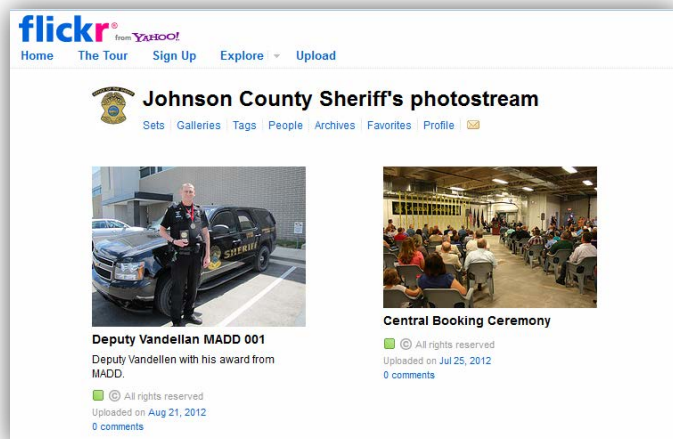 flickr® from YAHOO!
Home The Tour Sign Up Explore Upload
Johnson County Sheriff's photostream
Sets Galleries Tags People Archives Favorites Profile
SHERIFF
Deputy Vandellan MADD 001
Deputy Vandellen with his award from
MADD.
© All rights reserved
Uploaded on Aug 21, 2012
0 comments
Central Booking Ceremony
© All rights reserved
Uploaded on Jul 25, 2012
0 comments